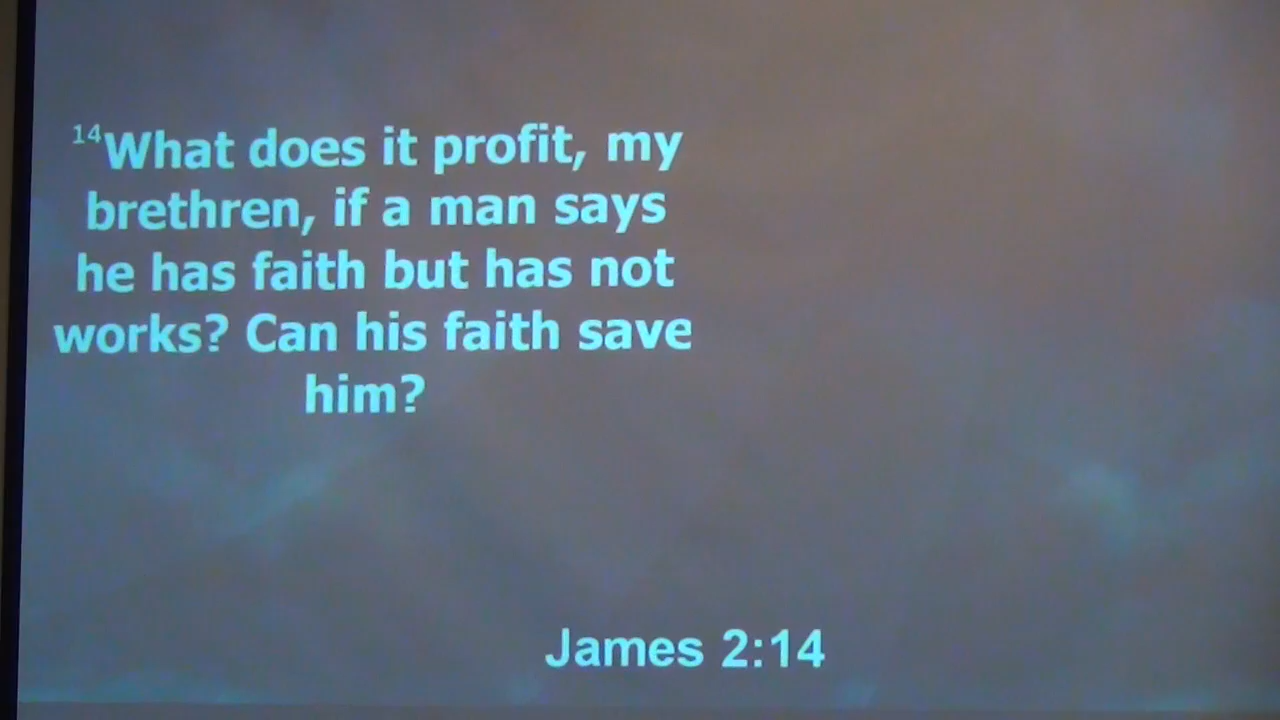 14What does it profit, my
brethren, if a man says
he has faith but has not
works? Can his faith save
him?
James 2:14